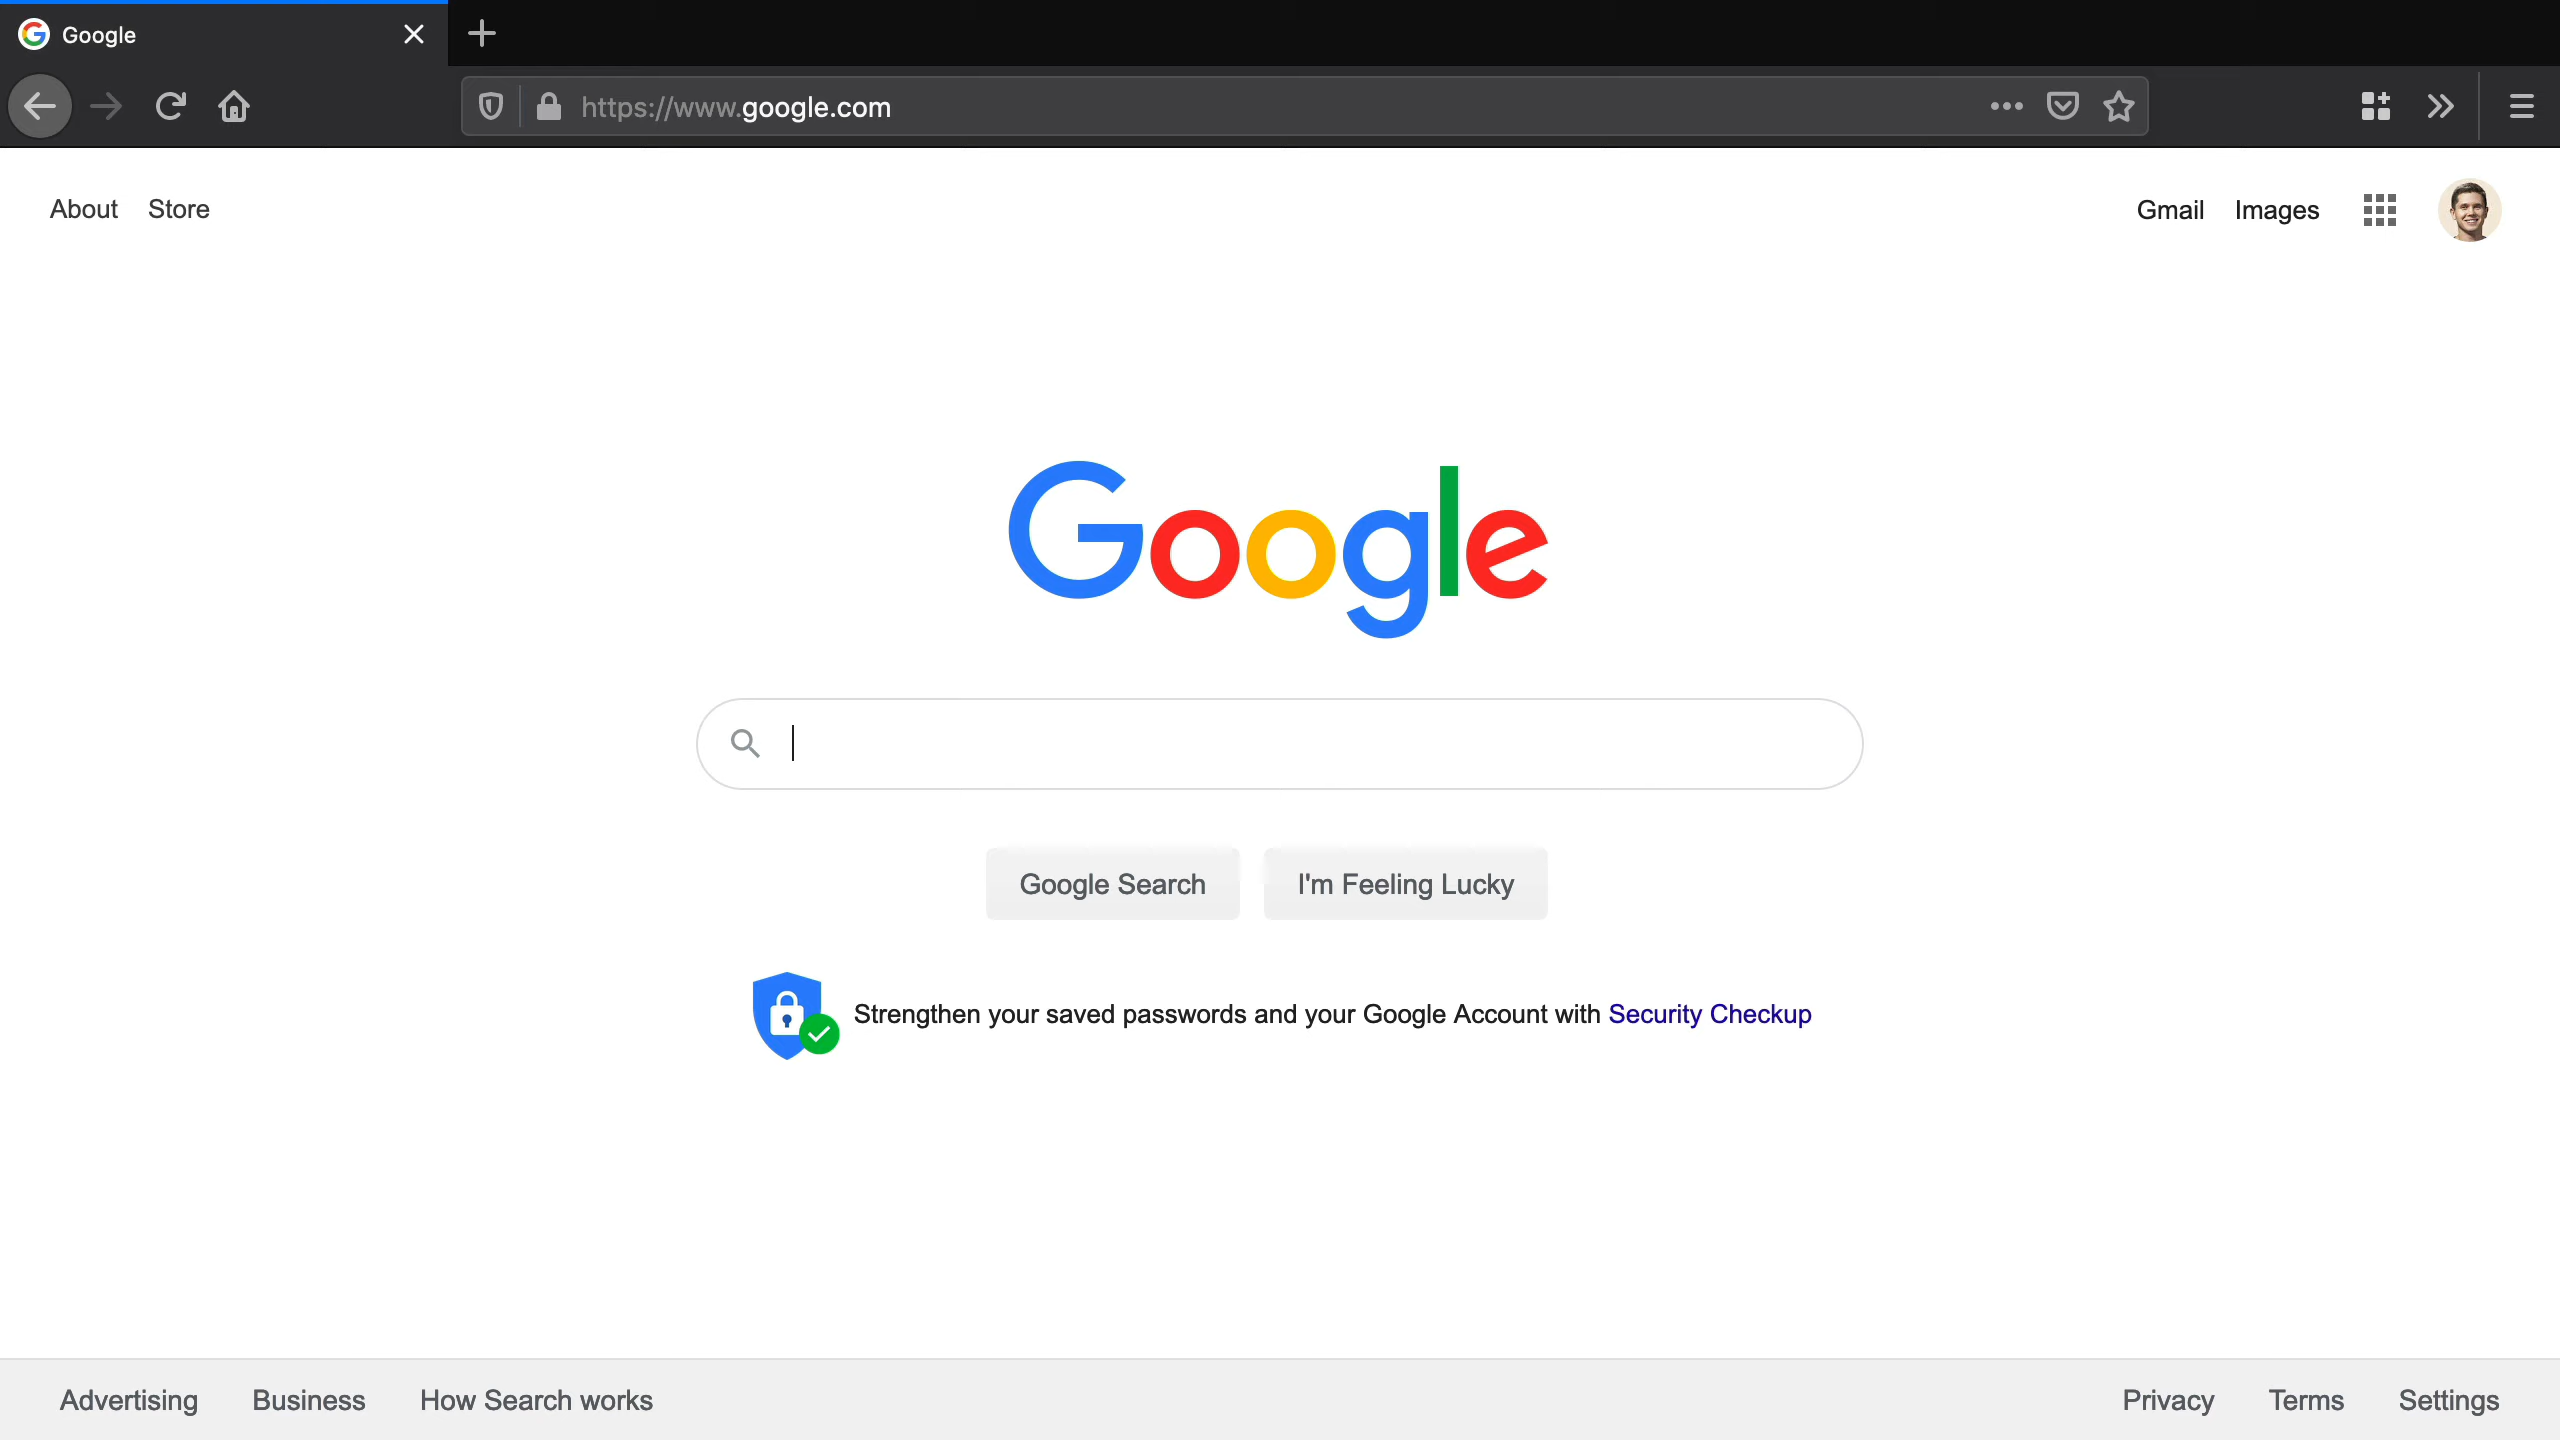 Google
https://www.google.com
About Store
Gmail Images
Google
Google Search I'm Feeling Lucky
Strengthen your saved passwords and your Google Account with Security Checkup
Advertising Business How Search works
Privacy Terms Settings